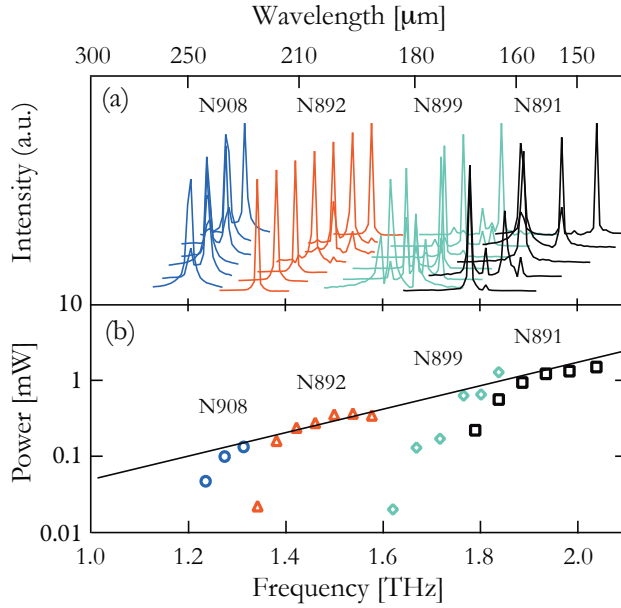 Wavelength [μm]
300 250 210 180 160 150
(a)
N908 N892 N899 N891
Intensity (a.u.)
10
(b)
N891
N899
N892
N908
1
0.1
0.01
Power [mW]
1.0 1.2 1.4 1.6 1.8 2.0
Frequency [THz]